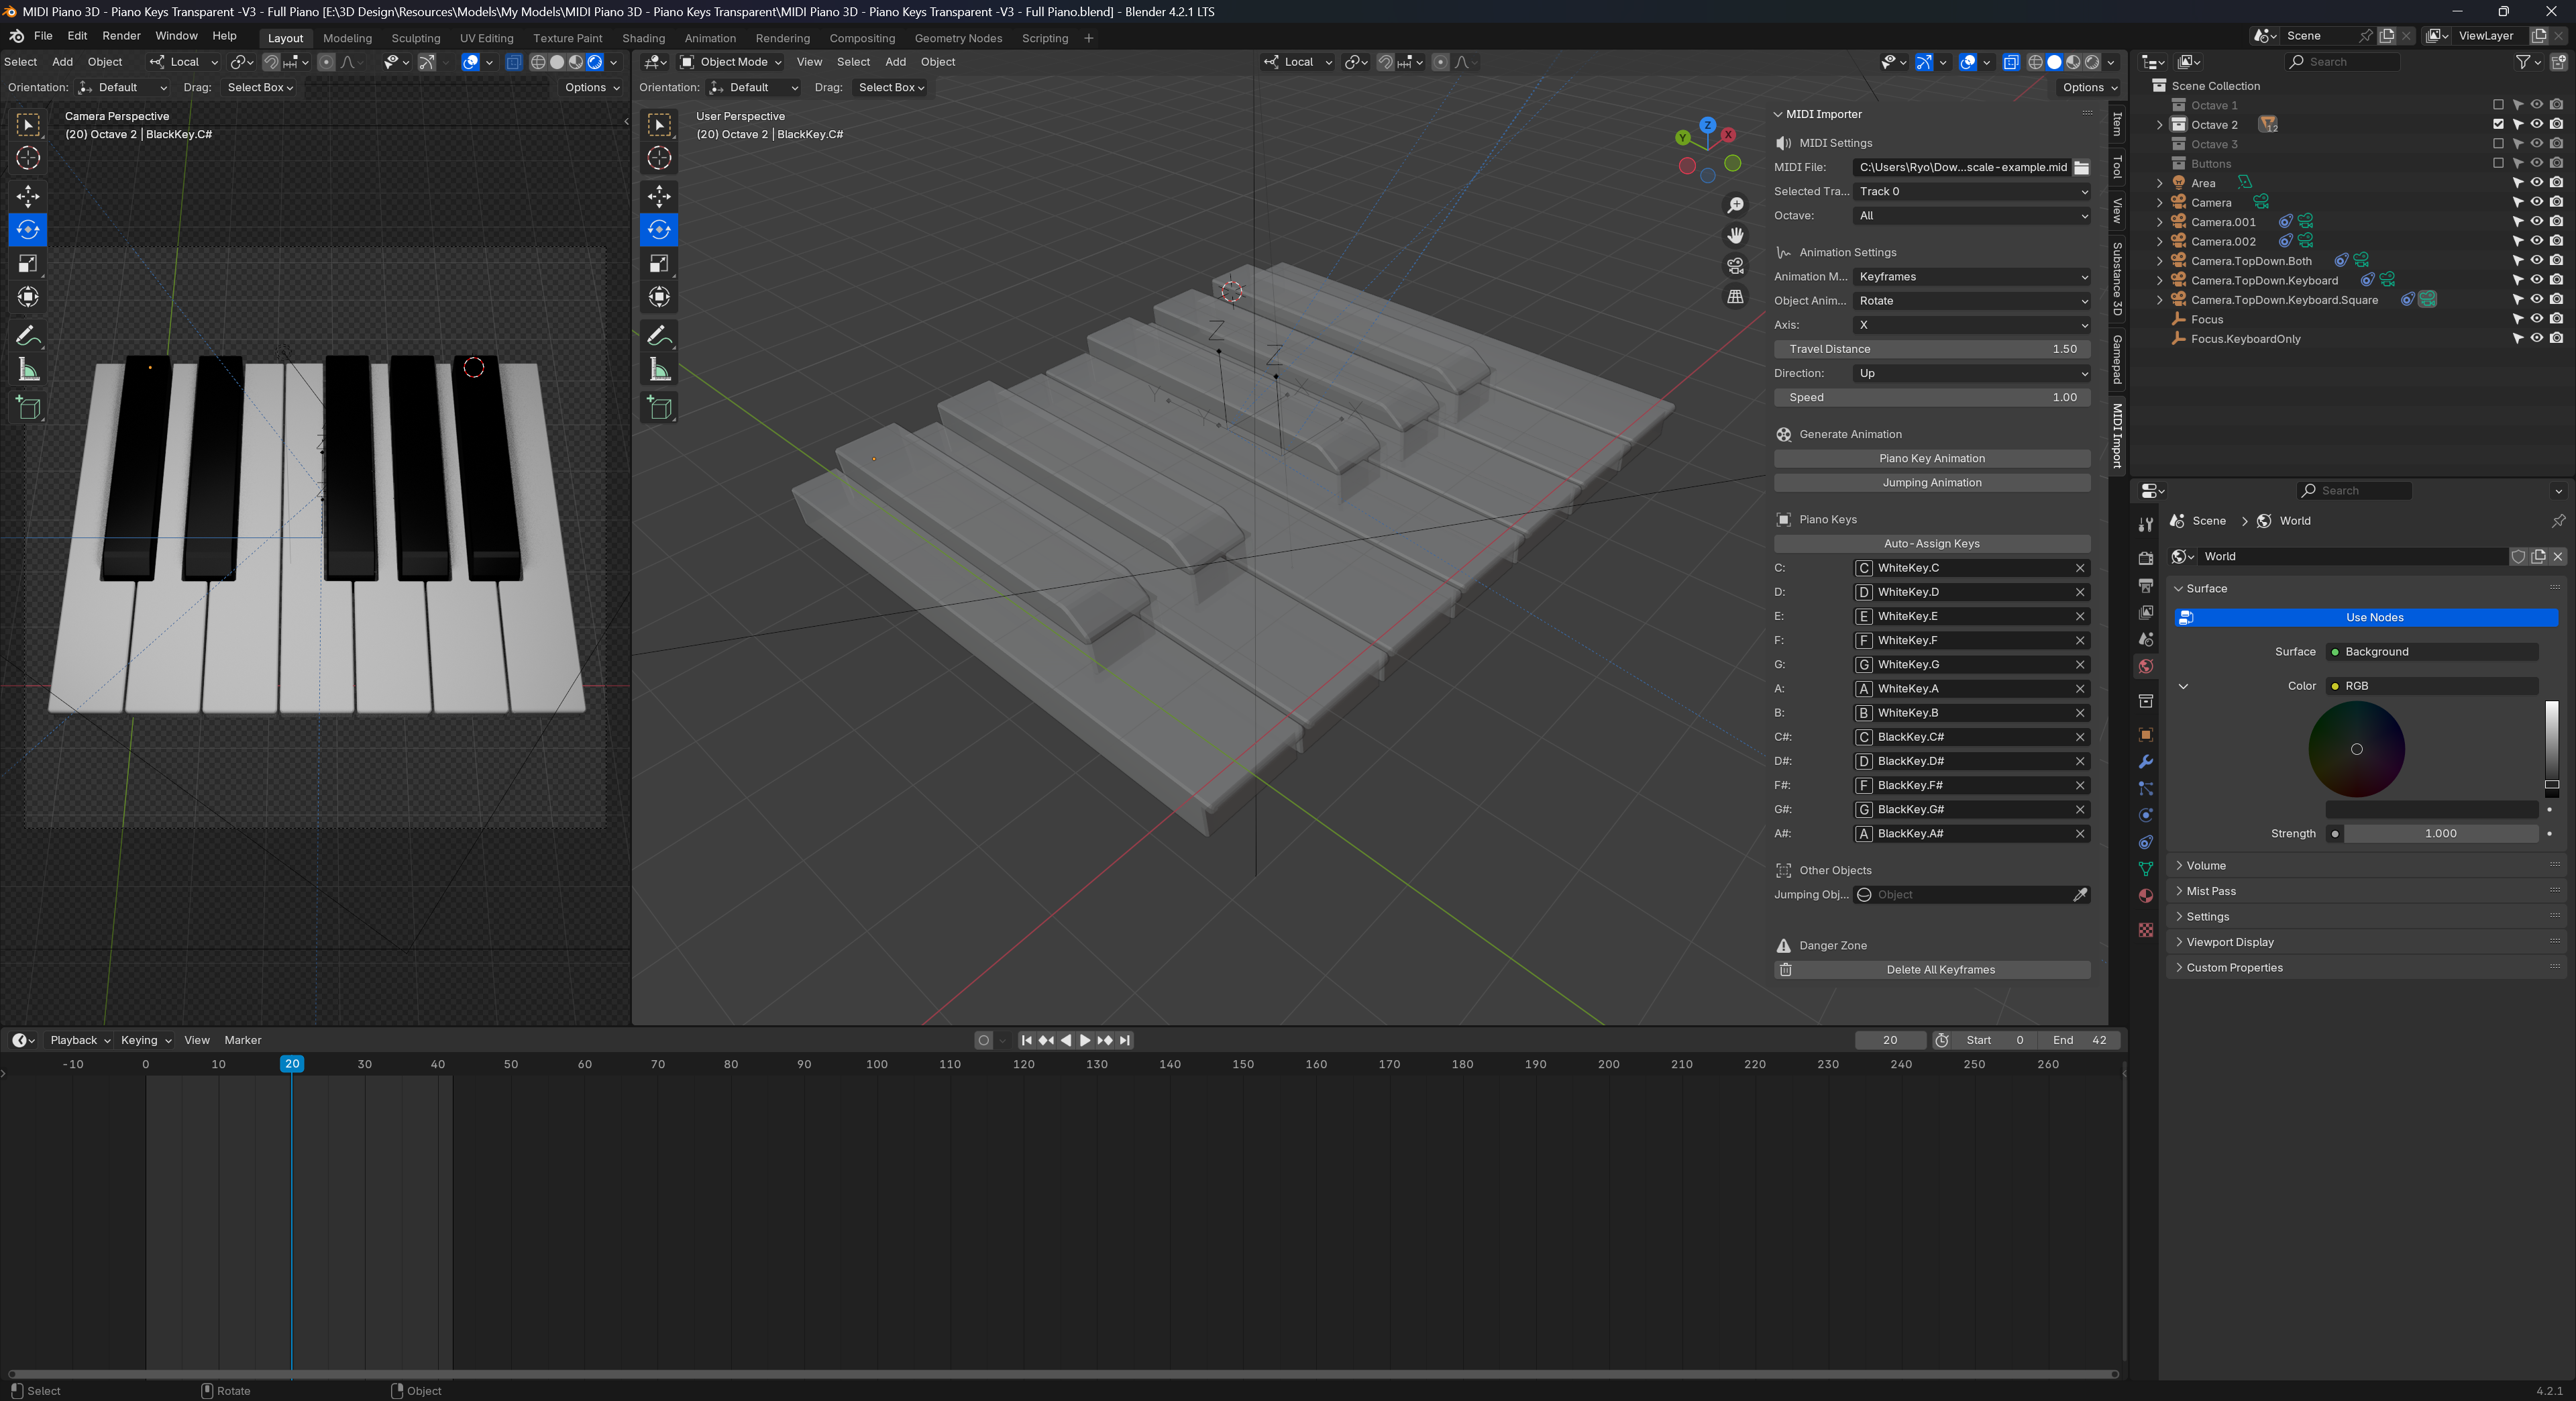 MIDI Piano 3D - Piano Keys Transparent -V3 - Full Piano [E:\3D Design\Resources\Models\My Models\MIDI Piano 3D - Piano Keys Transparent\MIDI Piano 3D - Piano Keys Transparent -V3 - Full Piano.blend] - Blender 4.2.1 LTS
File Edit Render Window Help Layout Modeling Sculpting UV Editing Texture Paint Shading Animation Rendering Compositing Geometry Nodes Scripting + Scene ViewLayer
Select Add Object Local
Orientation: Default Drag: Select Box Options
Camera Perspective
(20) Octave 2 | BlackKey.C#
Object Mode View Select Add Object Local
Orientation: Default Drag: Select Box Options
User Perspective
(20) Octave 2 | BlackKey.C#
Z
X
Y
Z
Z
MIDI Importer
MIDI Settings
MIDI File: C:\Users\Ryo\Dow...scale-example.mid
Selected Tra... Track 0
Octave: All
Animation Settings
Animation M... Keyframes
Object Anim... Rotate
Axis: X
Travel Distance 1.50
Direction: Up
Speed 1.00
Generate Animation
Piano Key Animation
Jumping Animation
Piano Keys
Auto-Assign Keys
C: C WhiteKey.C
D: D WhiteKey.D
E: E WhiteKey.E
F: F WhiteKey.F
G: G WhiteKey.G
A: A WhiteKey.A
B: B WhiteKey.B
C#: C BlackKey.C#
D#: D BlackKey.D#
F#: F BlackKey.F#
G#: G BlackKey.G#
A#: A BlackKey.A#
Other Objects
Jumping Obj... Object
Danger Zone
Delete All Keyframes
Item
Tool
View
Substance 3D
Gamepad
MIDI Import
Search
Scene Collection
Octave 1
Octave 2 12
Octave 3
Buttons
Area
Camera
Camera.001
Camera.002
Camera.TopDown.Both
Camera.TopDown.Keyboard
Camera.TopDown.Keyboard.Square
Focus
Focus.KeyboardOnly
Search
Scene > World
World
Surface
Use Nodes
Surface Background
Color RGB
Strength 1.000
Volume
Mist Pass
Settings
Viewport Display
Custom Properties
Playback Keying View Marker 20 Start 0 End 42
-10 0 10 20 30 40 50 60 70 80 90 100 110 120 130 140 150 160 170 180 190 200 210 220 230 240 250 260
Select Rotate Object 4.2.1